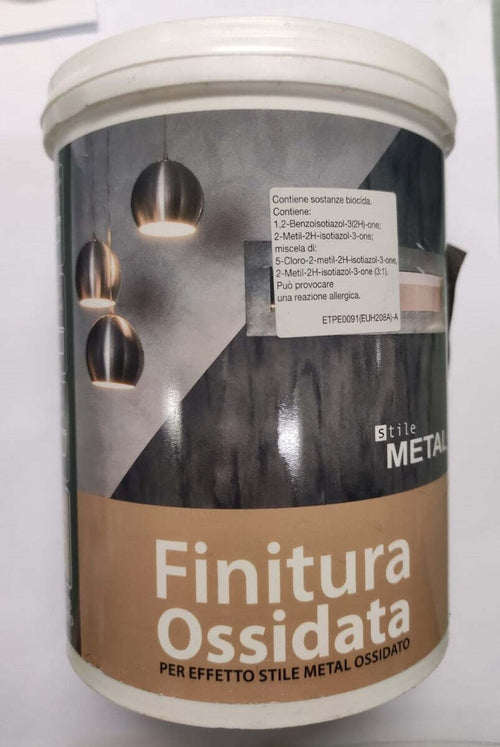 Contiene sostanze biocida.
Contiene:
1,2-Benzoisotiazol-3(2H)-one;
2-Metil-2H-isotiazol-3-one;
miscela di:
5-Cloro-2-metil-2H-isotiazol-3-one,
2-Metil-2H-isotiazol-3-one (3:1).
Può provocare
una reazione allergica.
ETPE0091(EUH208A)-A
stile
METAL
Finitura
Ossidata
PER EFFETTO STILE METAL OSSIDATO